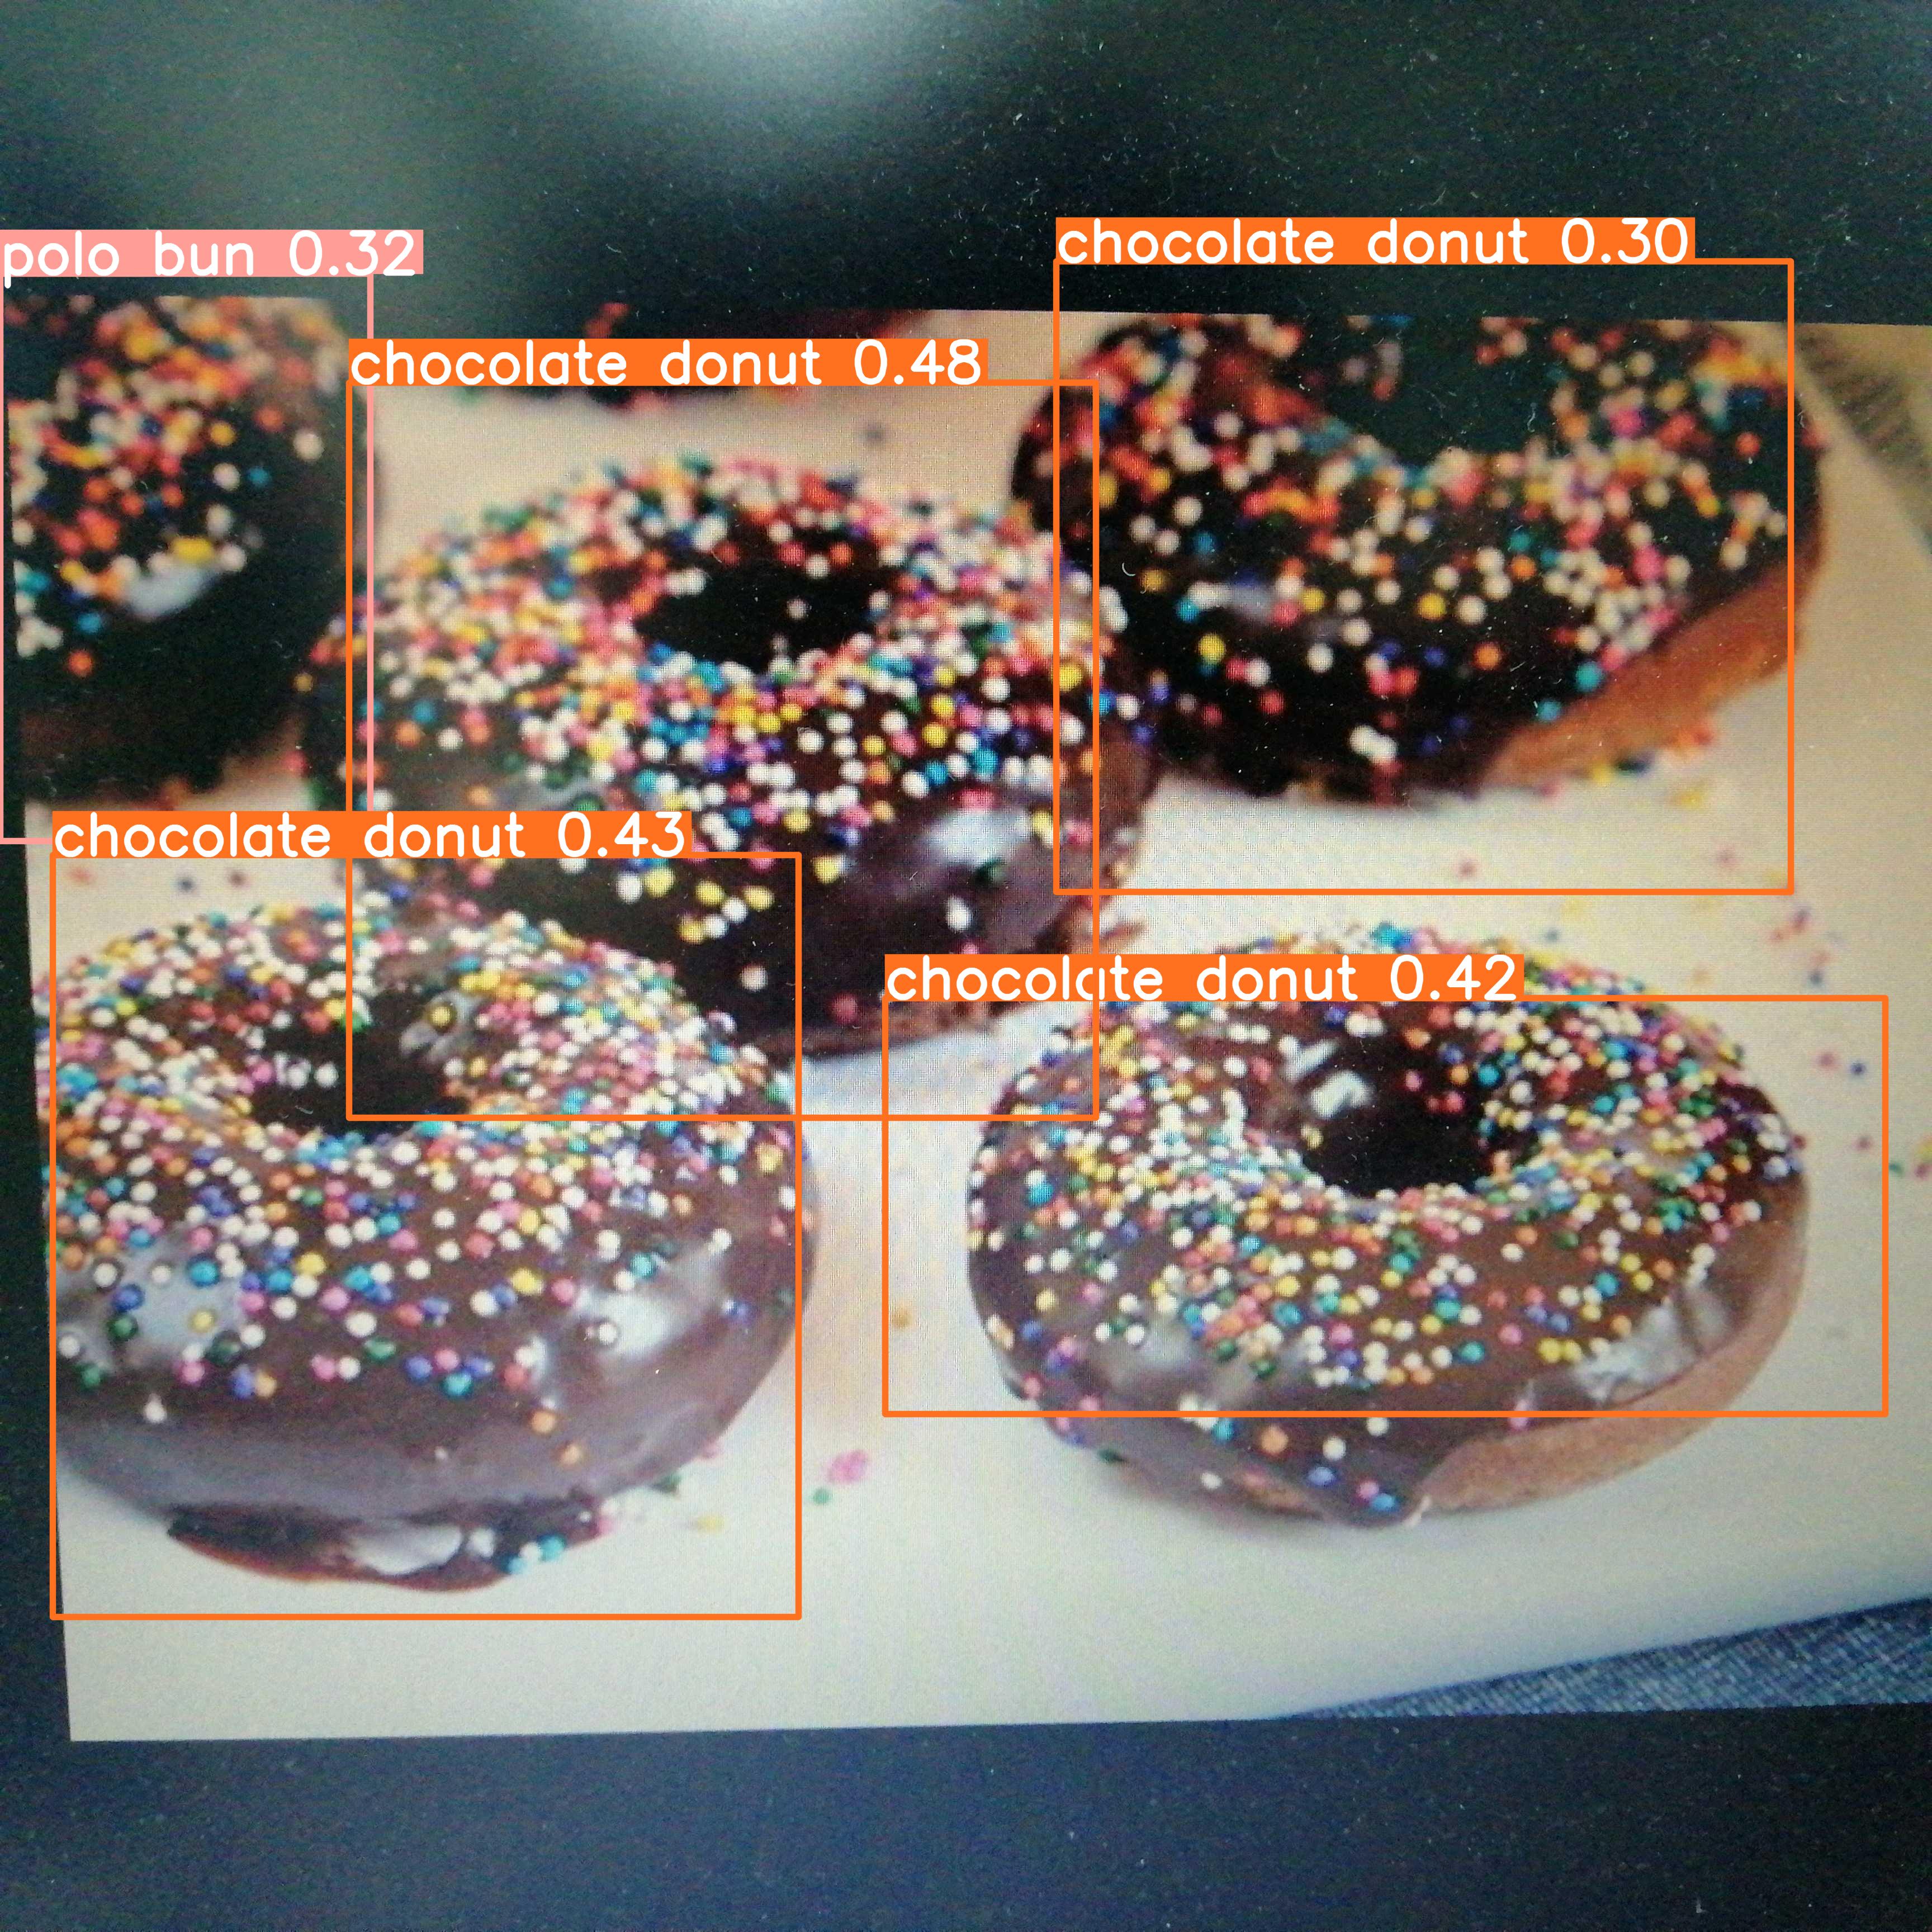 polo bun 0.32
chocolate donut 0.30
chocolate donut 0.48
chocolate donut 0.43
chocolate donut 0.42